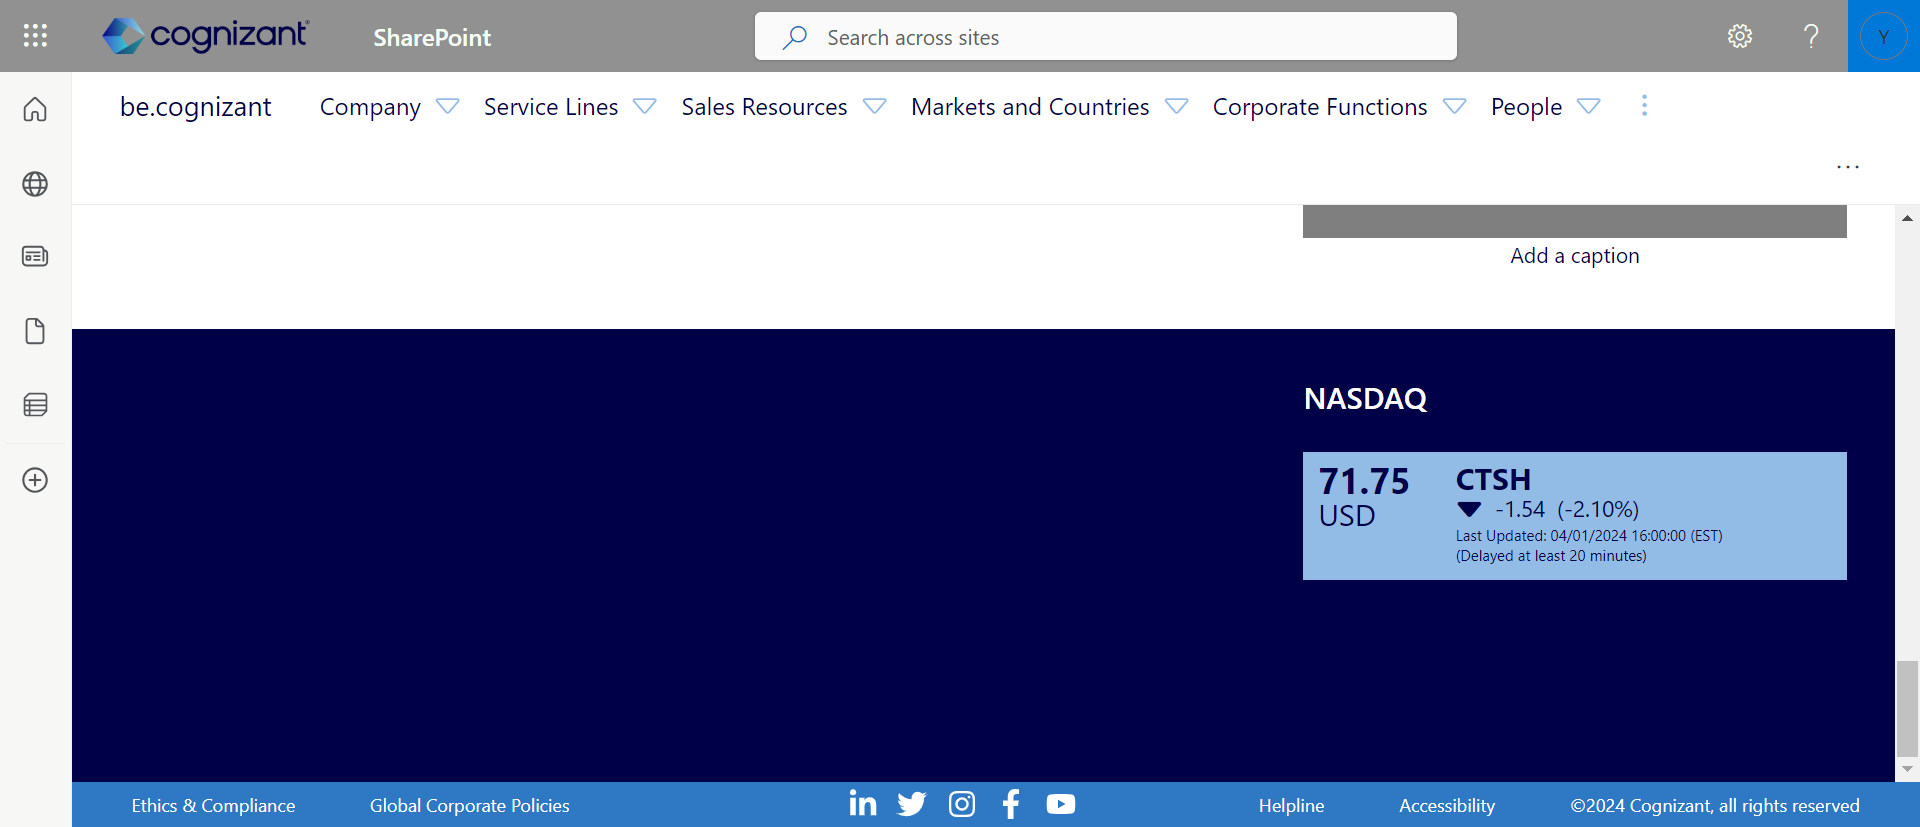 cognizant
SharePoint
Search across sites
Y
be.cognizant
Company
Service Lines
Sales Resources
Markets and Countries
Corporate Functions
People
Add a caption
NASDAQ
71.75
USD
CTSH
-1.54 (-2.10%)
Last Updated: 04/01/2024 16:00:00 (EST)
(Delayed at least 20 minutes)
Ethics & Compliance
Global Corporate Policies
Helpline
Accessibility
©2024 Cognizant, all rights reserved